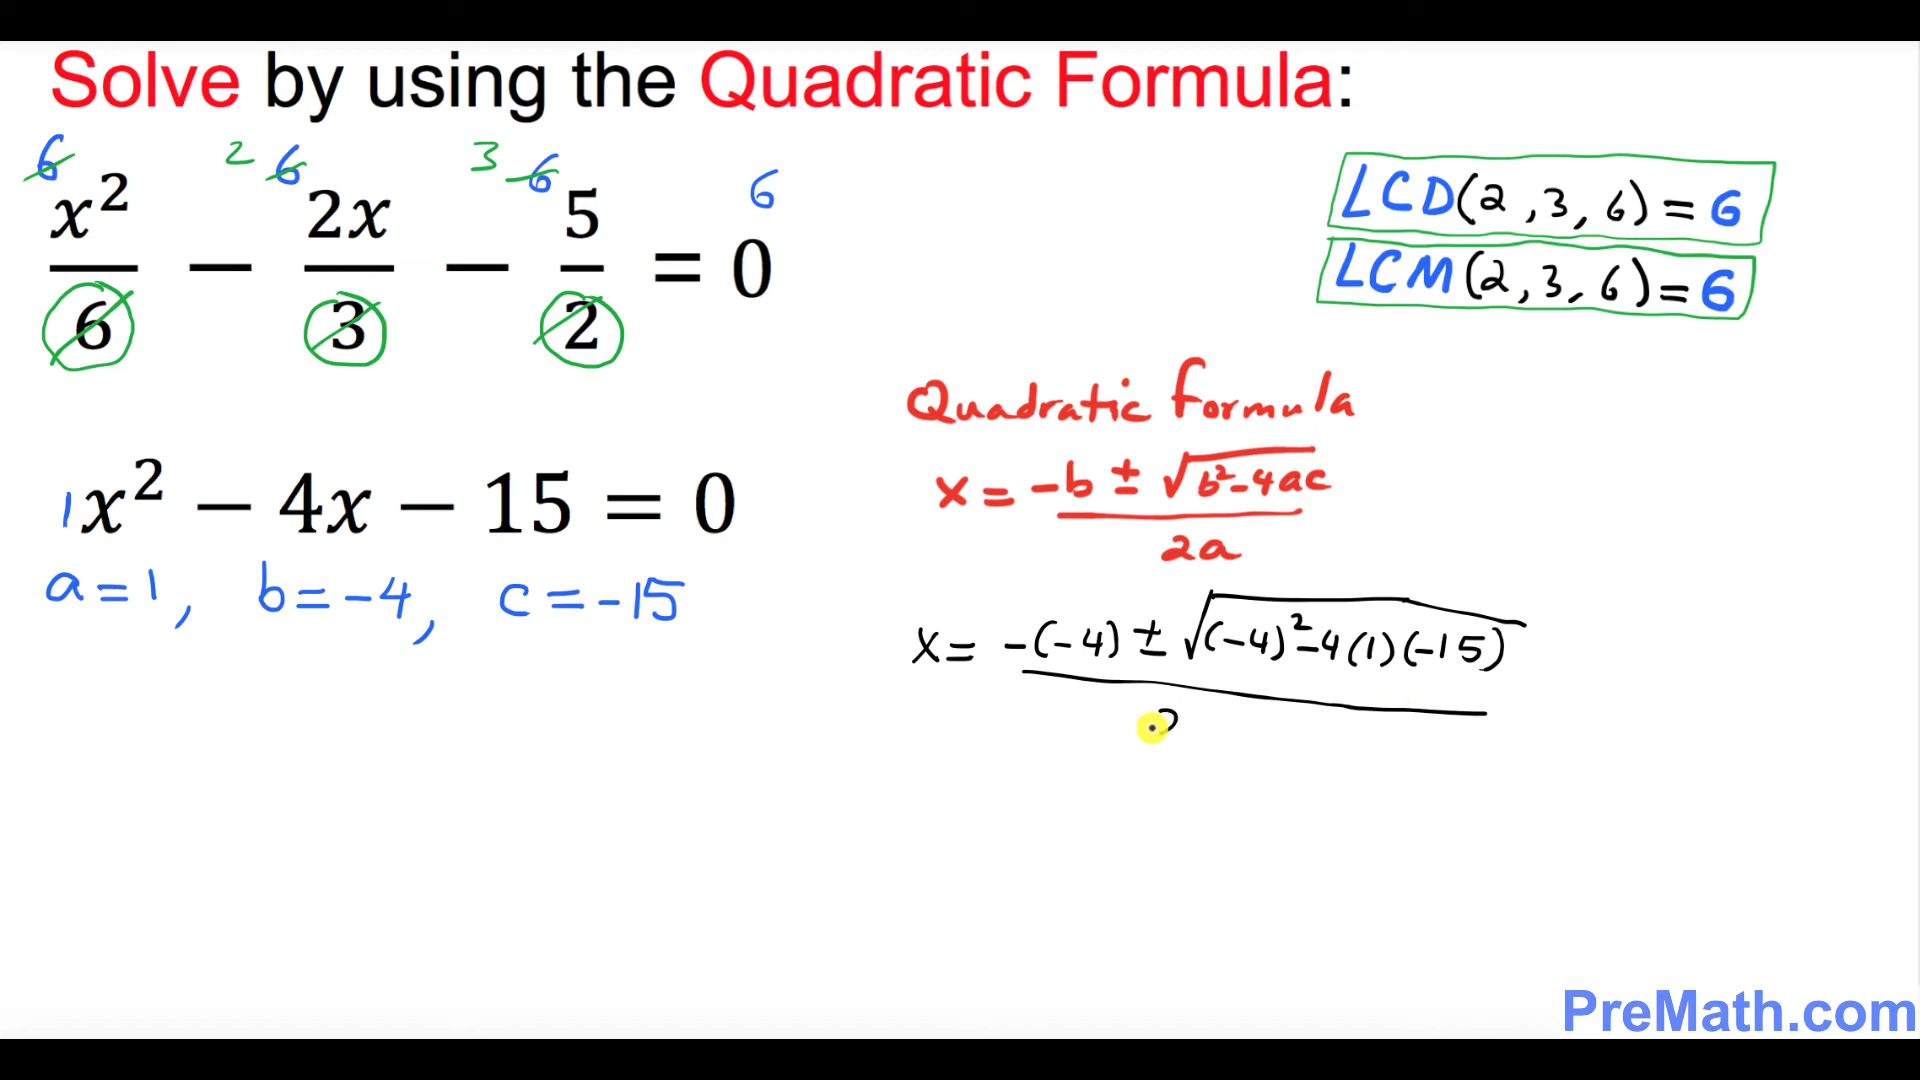 Solve by using the Quadratic Formula:
6 2 6 3 6 6
x²/6 − 2x/3 − 5/2 = 0
LCD(2,3,6)=6
LCM(2,3,6)=6
1x² − 4x − 15 = 0
a=1, b=-4, c=-15
Quadratic Formula
x = -b ± √b²-4ac / 2a
x = -(-4) ± √(-4)²-4(1)(-15)
PreMath.com